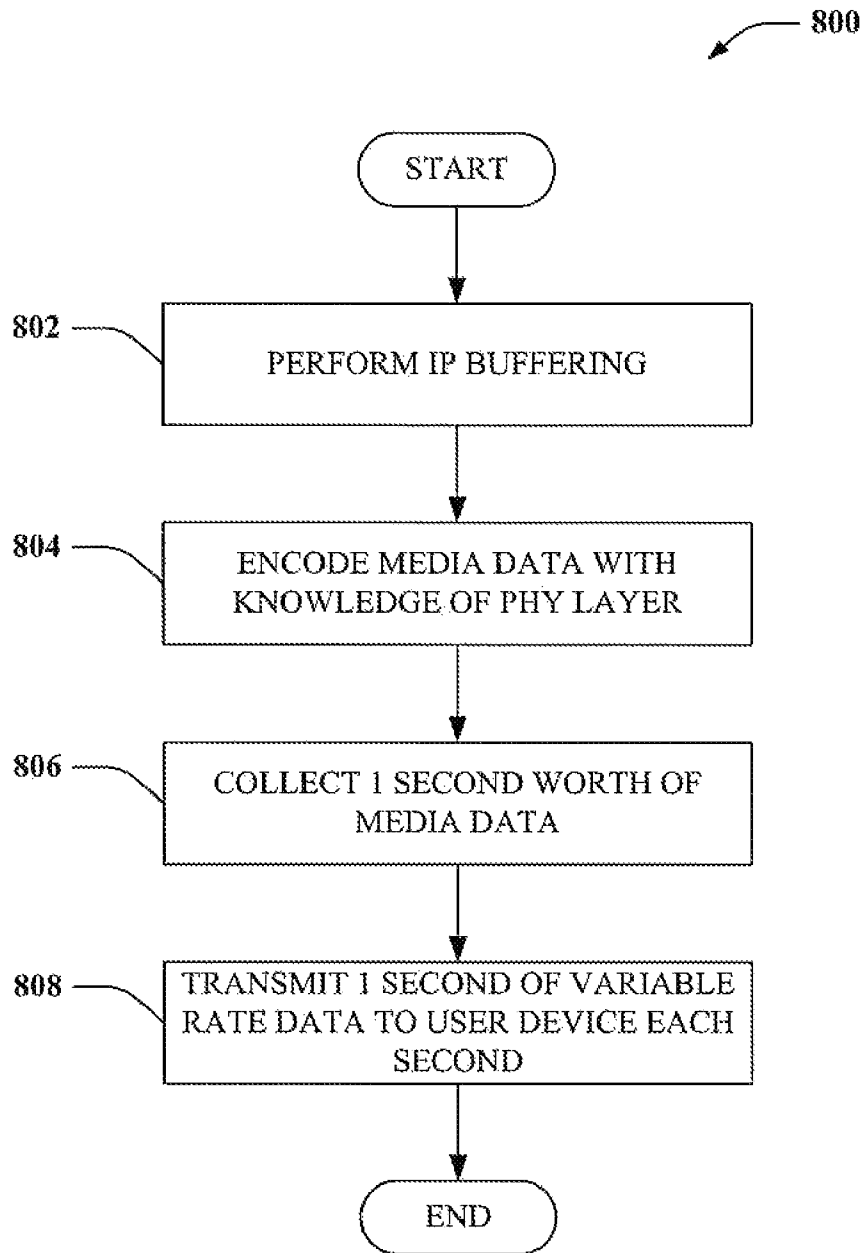 800
START
802
PERFORM IP BUFFERING
804
ENCODE MEDIA DATA WITH
KNOWLEDGE OF PHY LAYER
806
COLLECT 1 SECOND WORTH OF
MEDIA DATA
808
TRANSMIT 1 SECOND OF VARIABLE
RATE DATA TO USER DEVICE EACH
SECOND
END